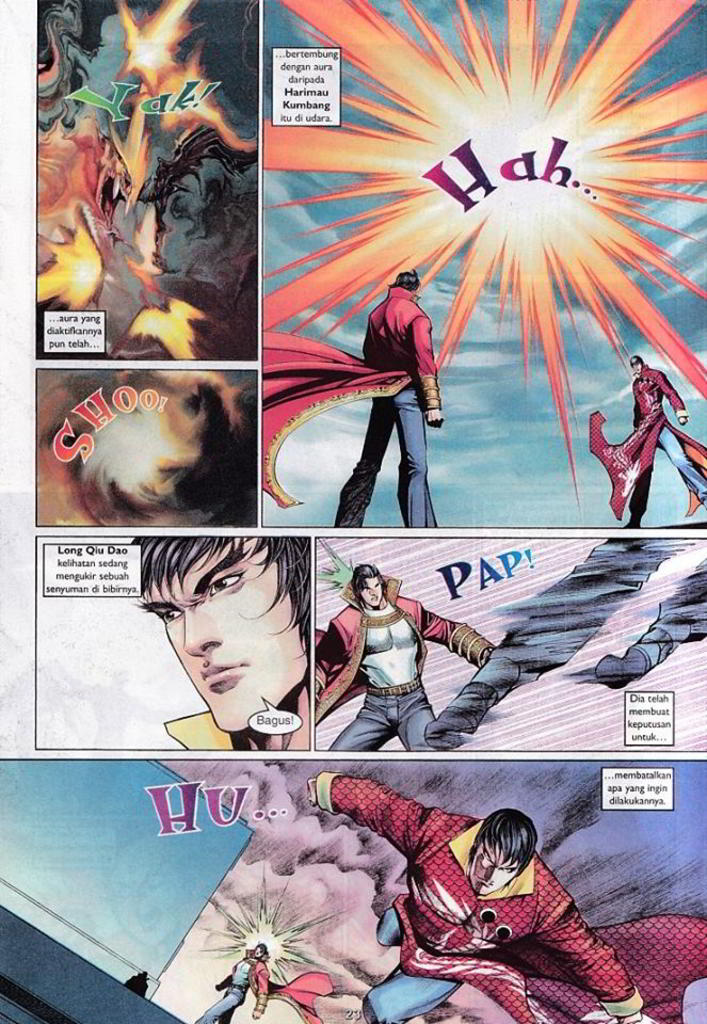 Yak!
...aura yang
diaktifkannya
pun telah...
...bertembung
dengan aura
daripada
Harimau
Kumbang
itu di udara.
Hah...
SHOO!
Long Qiu Dao
kelihatan sedang
mengukir sebuah
senyuman di bibirnya.
Bagus!
PAP!
Dia telah
membuat
keputusan
untuk...
HU...
...membatalkan
apa yang ingin
dilakukannya.
23